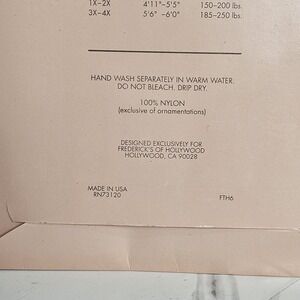 1X-2X 4'11"-5'5" 150-200 lbs.
3X-4X 5'6" -6'0" 185-250 lbs.
HAND WASH SEPARATELY IN WARM WATER.
DO NOT BLEACH. DRIP DRY.
100% NYLON
(exclusive of ornamentations)
DESIGNED EXCLUSIVELY FOR
FREDERICK'S OF HOLLYWOOD
HOLLYWOOD, CA 90028
MADE IN USA
RN73120 FTH6